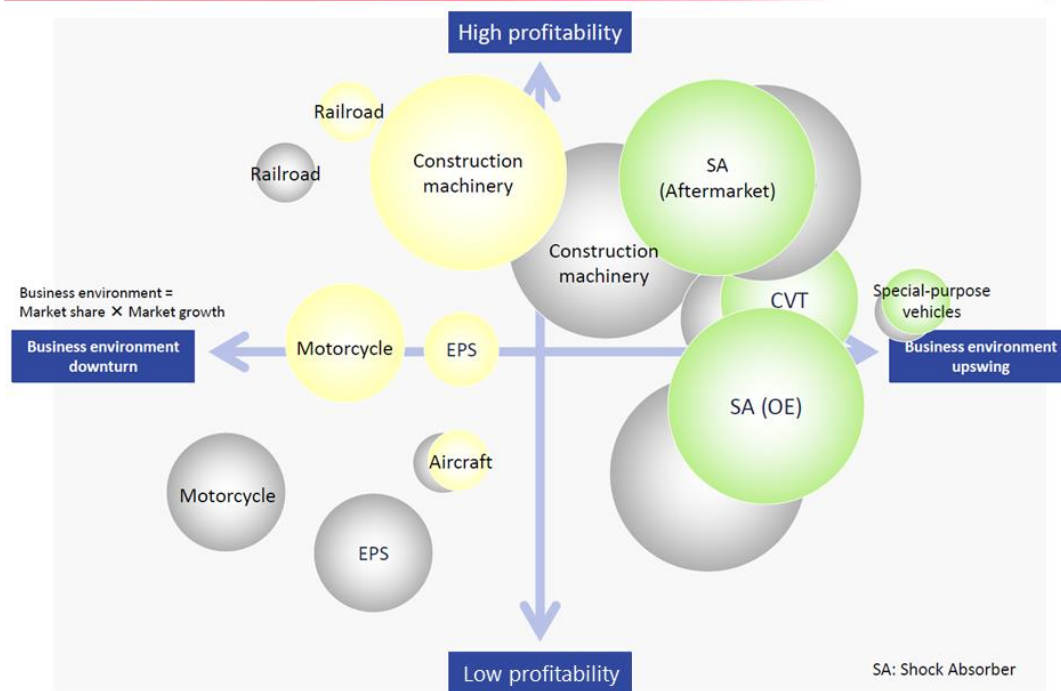 High profitability
Railroad
Railroad
Construction
machinery
SA
(Aftermarket)
Construction
machinery
Business environment =
Market share × Market growth
CVT
Special-purpose
vehicles
Business environment
downturn
Motorcycle
EPS
Business environment
upswing
SA (OE)
Aircraft
Motorcycle
EPS
Low profitability
SA: Shock Absorber